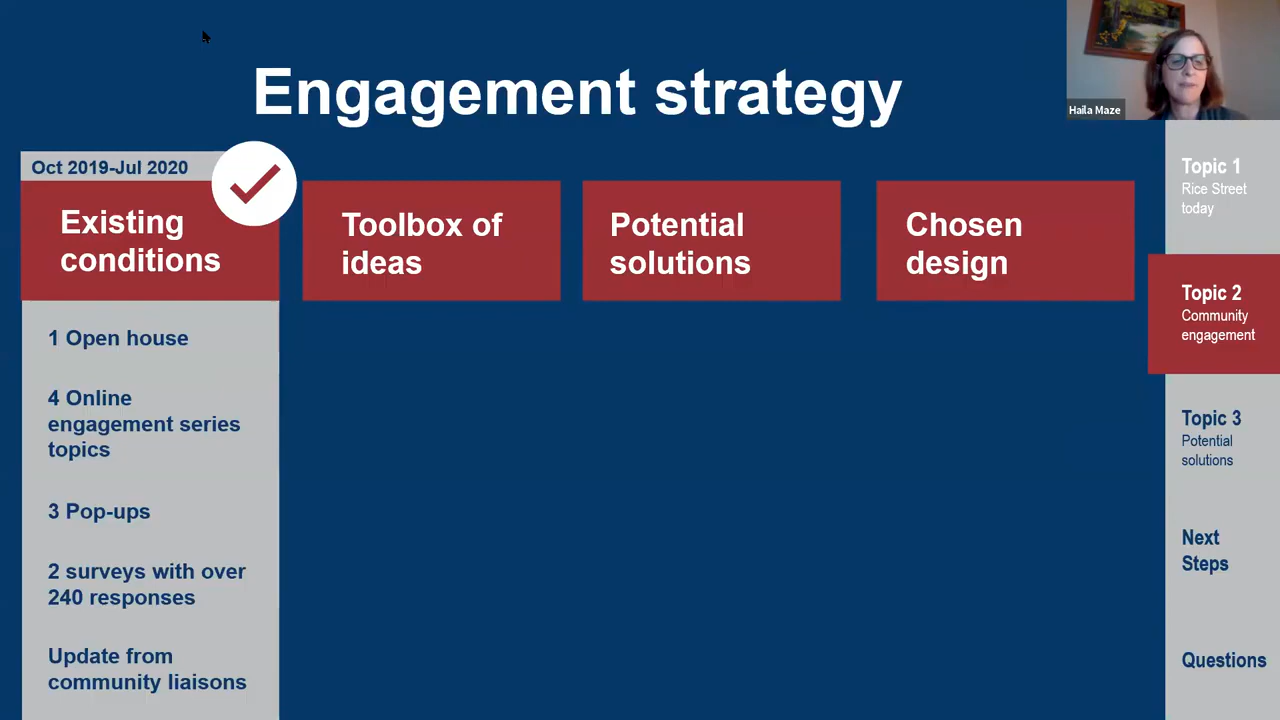 Engagement strategy
Haila Maze
Oct 2019-Jul 2020
Existing
conditions
1 Open house
4 Online
engagement series
topics
3 Pop-ups
2 surveys with over
240 responses
Update from
community liaisons
Toolbox of
ideas
Potential
solutions
Chosen
design
Topic 1
Rice Street
today
Topic 2
Community
engagement
Topic 3
Potential
solutions
Next
Steps
Questions